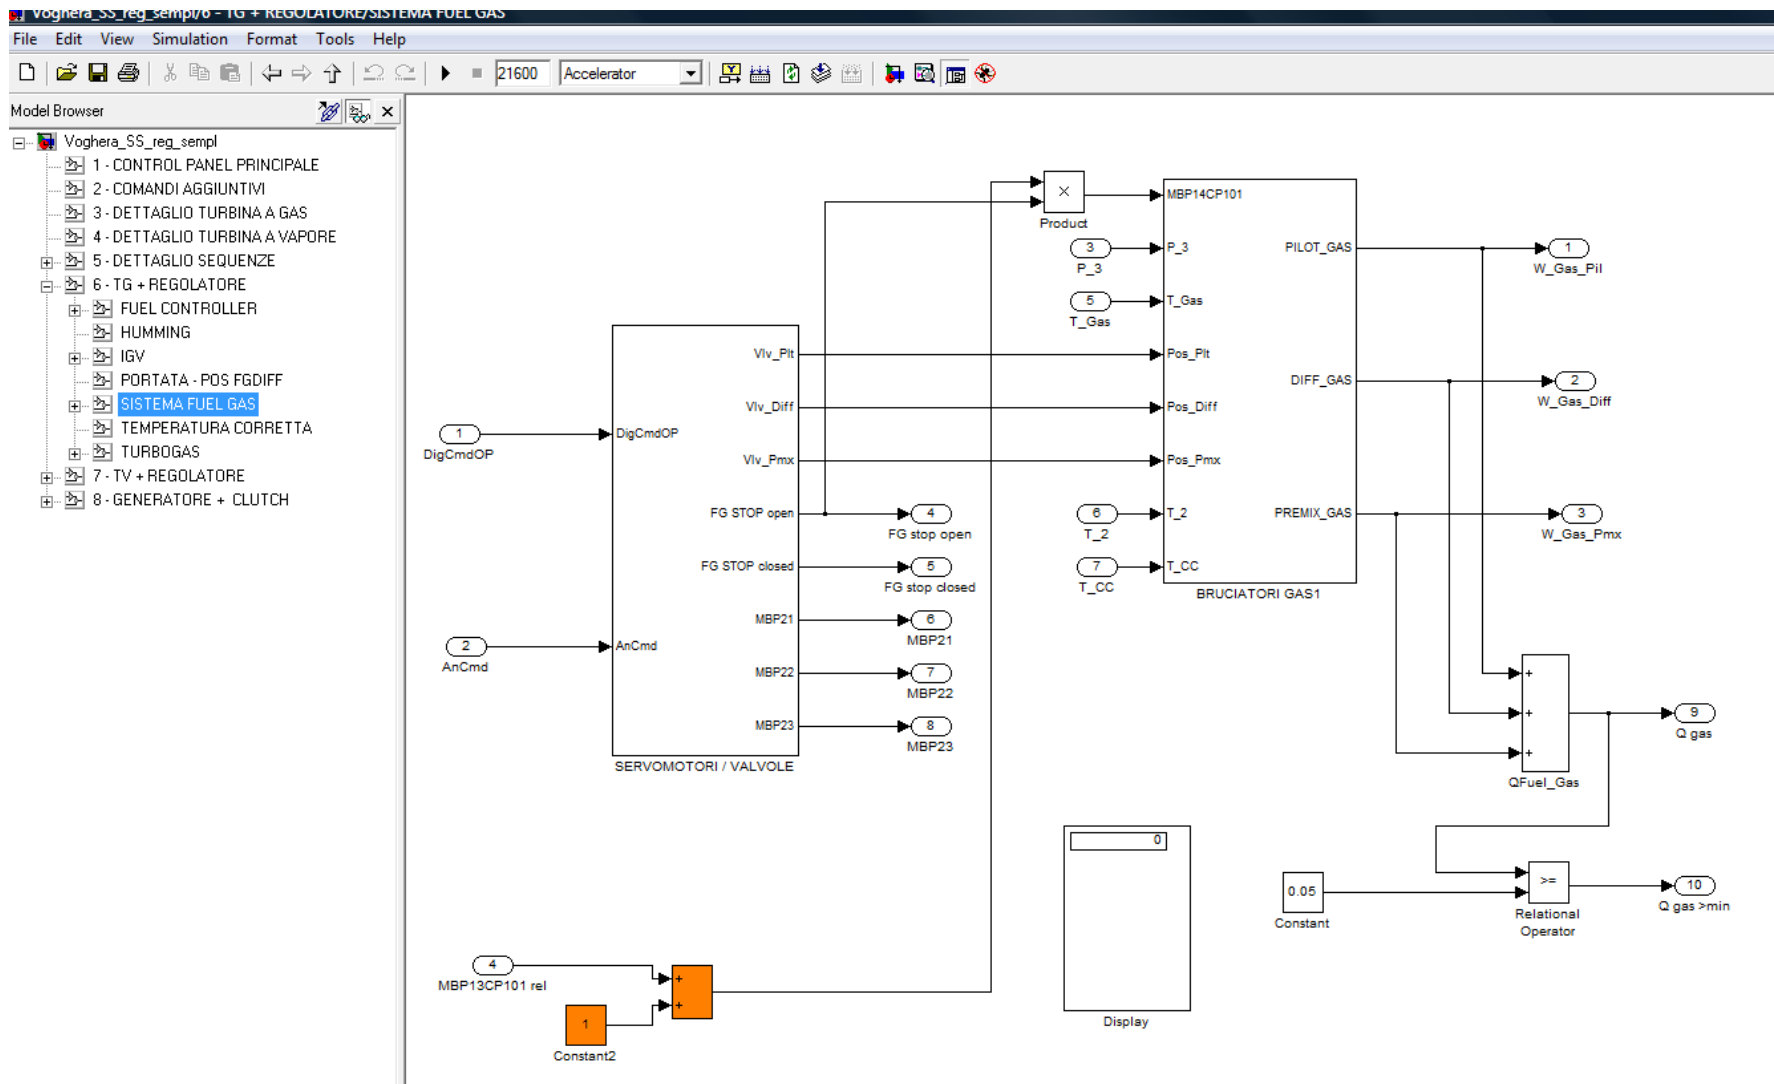 Voghera_SS_reg_sempl/6 - TG + REGOLATORE/SISTEMA FUEL GAS
File Edit View Simulation Format Tools Help
21600 Accelerator
Model Browser
Voghera_SS_reg_sempl
1 - CONTROL PANEL PRINCIPALE
2 - COMANDI AGGIUNTIVI
3 - DETTAGLIO TURBINA A GAS
4 - DETTAGLIO TURBINA A VAPORE
5 - DETTAGLIO SEQUENZE
6 - TG + REGOLATORE
FUEL CONTROLLER
HUMMING
IGV
PORTATA - POS FGDIFF
SISTEMA FUEL GAS
TEMPERATURA CORRETTA
TURBOGAS
7 - TV + REGOLATORE
8 - GENERATORE + CLUTCH
1
DigCmdOP
2
AnCmd
DigCmdOP
AnCmd
Vlv_Plt
Vlv_Diff
Vlv_Pmx
FG STOP open
FG STOP closed
MBP21
MBP22
MBP23
SERVOMOTORI / VALVOLE
4
FG stop open
5
FG stop closed
6
MBP21
7
MBP22
8
MBP23
×
Product
3
P_3
5
T_Gas
6
T_2
7
T_CC
MBP14CP101
P_3
T_Gas
Pos_Plt
Pos_Diff
Pos_Pmx
T_2
T_CC
PILOT_GAS
DIFF_GAS
PREMIX_GAS
BRUCIATORI GAS1
1
W_Gas_Pil
2
W_Gas_Diff
3
W_Gas_Pmx
+
+
+
QFuel_Gas
9
Q gas
0.05
Constant
>=
Relational
Operator
10
Q gas >min
0
Display
4
MBP13CP101 rel
1
Constant2
+
+